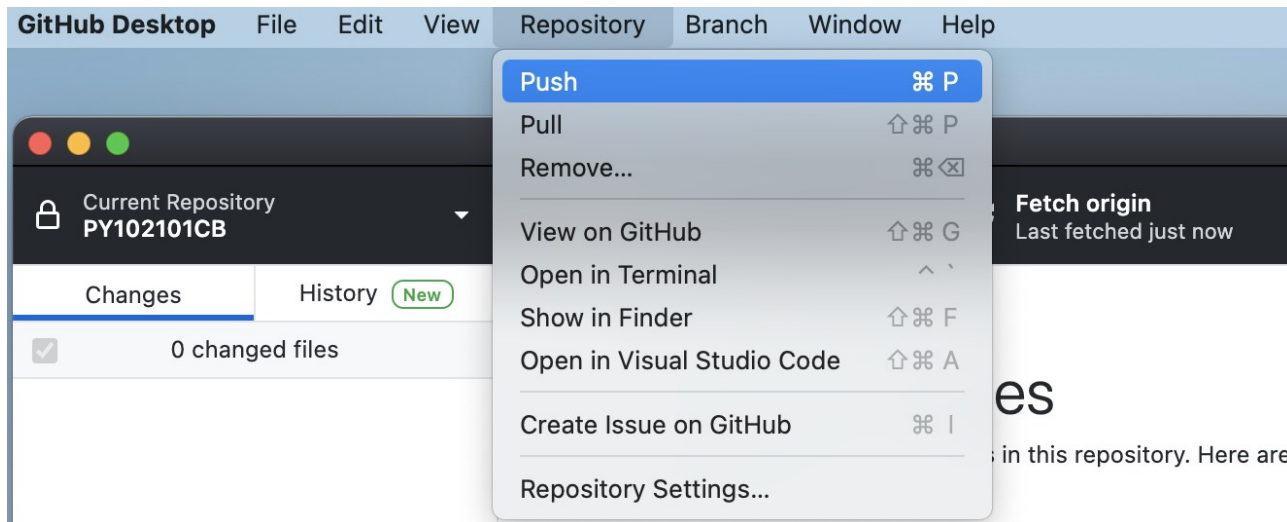 GitHub Desktop File Edit View Repository Branch Window Help
Push ⌘ P
Pull ⇧⌘ P
Remove... ⌘⌫
View on GitHub ⇧⌘ G
Open in Terminal ^ `
Show in Finder ⇧⌘ F
Open in Visual Studio Code ⇧⌘ A
Create Issue on GitHub ⌘ I
Repository Settings...
Current Repository
PY102101CB
Fetch origin
Last fetched just now
Changes
History New
0 changed files
es
in this repository. Here are